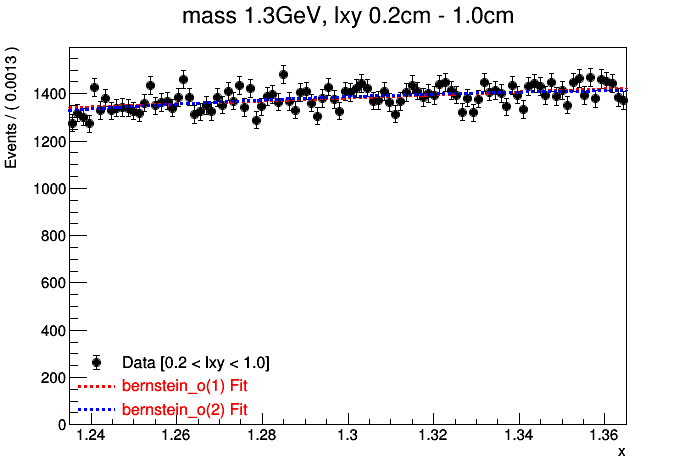 mass 1.3GeV, lxy 0.2cm - 1.0cm
Events / ( 0.0013 )
1400
1200
1000
800
600
400
200
0
Data [0.2 < lxy < 1.0]
bernstein_o(1) Fit
bernstein_o(2) Fit
1.24 1.26 1.28 1.3 1.32 1.34 1.36
x